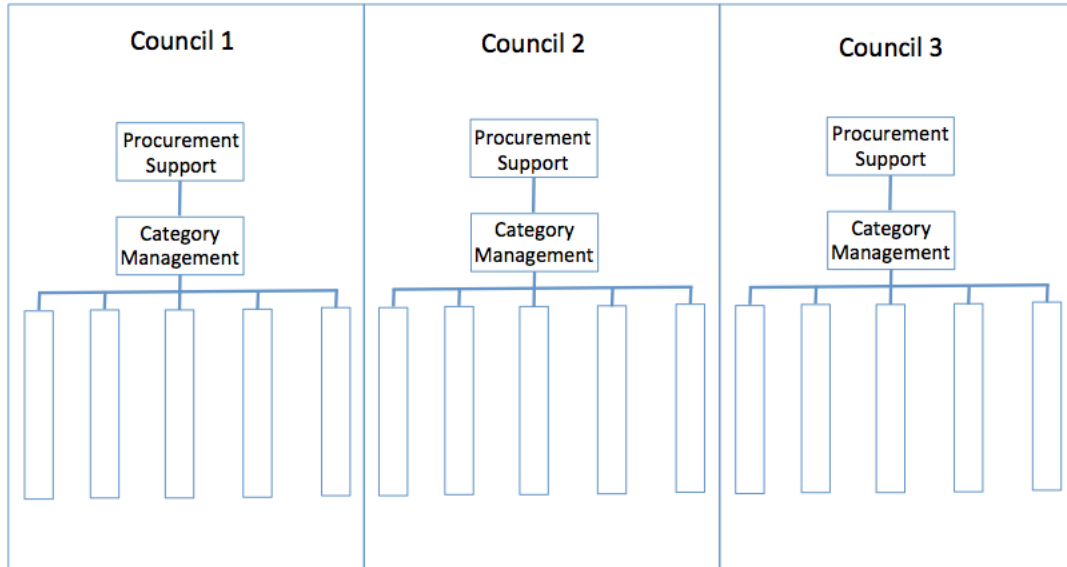 Council 1
Council 2
Council 3
Procurement
Support
Procurement
Support
Procurement
Support
Category
Management
Category
Management
Category
Management